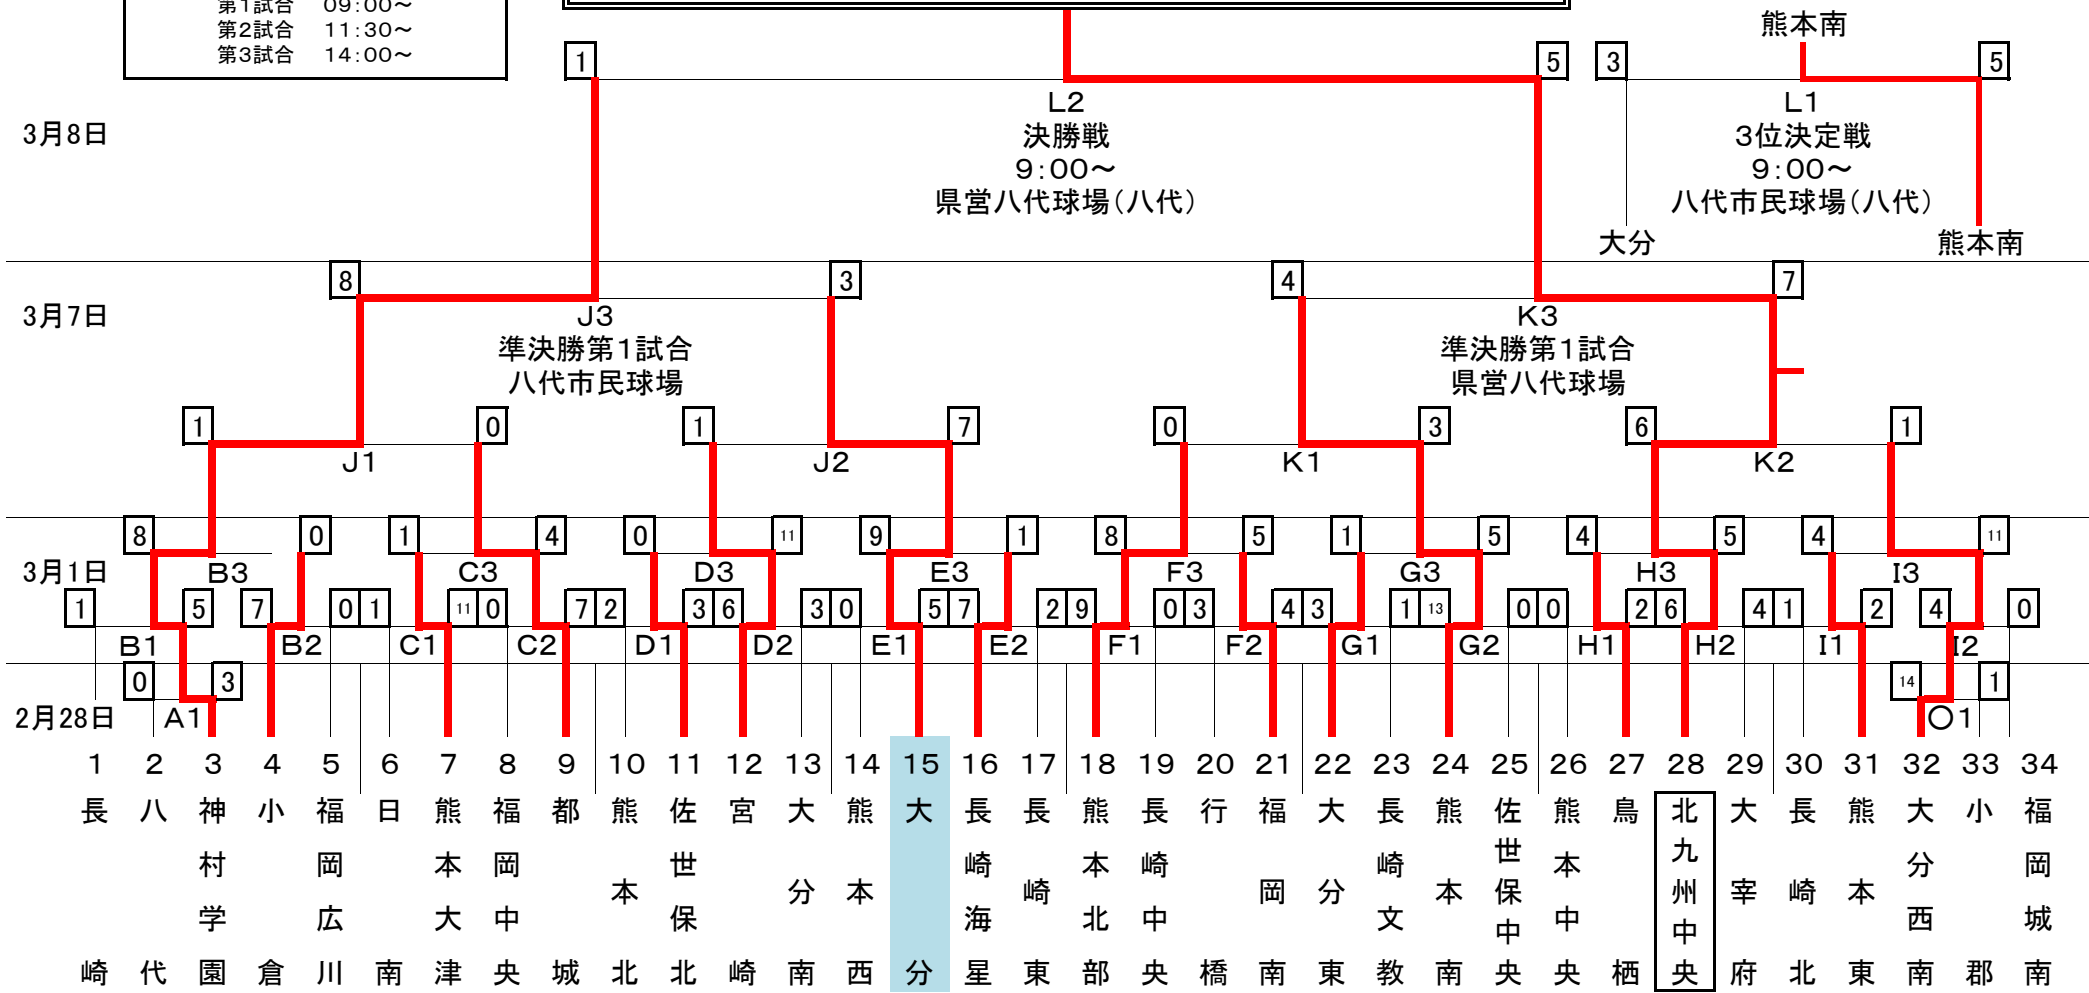 第1試合 09:00～
第2試合 11:30～
第3試合 14:00～
熊本南
1 5 3 5
3月8日
L2
決勝戦
9:00～
県営八代球場(八代)
L1
3位決定戦
9:00～
八代市民球場(八代)
大分 熊本南
8 3 4 7
3月7日
J3
準決勝第1試合
八代市民球場
K3
準決勝第1試合
県営八代球場
1 0 1 7 0 3 6 1
J1 J2 K1 K2
8 0 1 4 0 11 9 1 8 5 1 5 4 5 4 11
3月1日
B3 C3 D3 E3 F3 G3 H3 I3
1 5 7 0 1 11 0 7 2 3 6 3 0 5 7 2 9 0 3 4 3 1 13 0 0 2 6 4 1 2 4 0
B1 B2 C1 C2 D1 D2 E1 E2 F1 F2 G1 G2 H1 H2 I1 I2
0 3 14 1
2月28日
A1 〇1
1 2 3 4 5 6 7 8 9 10 11 12 13 14 15 16 17 18 19 20 21 22 23 24 25 26 27 28 29 30 31 32 33 34
長崎
八代
神村学園
小倉
福岡広川
日南
熊本大津
福岡中央
都城
熊本北
佐世保北
宮崎
大分南
熊本西
大分
長崎海星
長崎東
熊本北部
長崎中央
行橋
福岡南
大分東
長崎文教
熊本南
佐世保中央
熊本中央
鳥栖
北九州中央
大宰府
長崎北
熊本東
大分西南
小郡
福岡城南